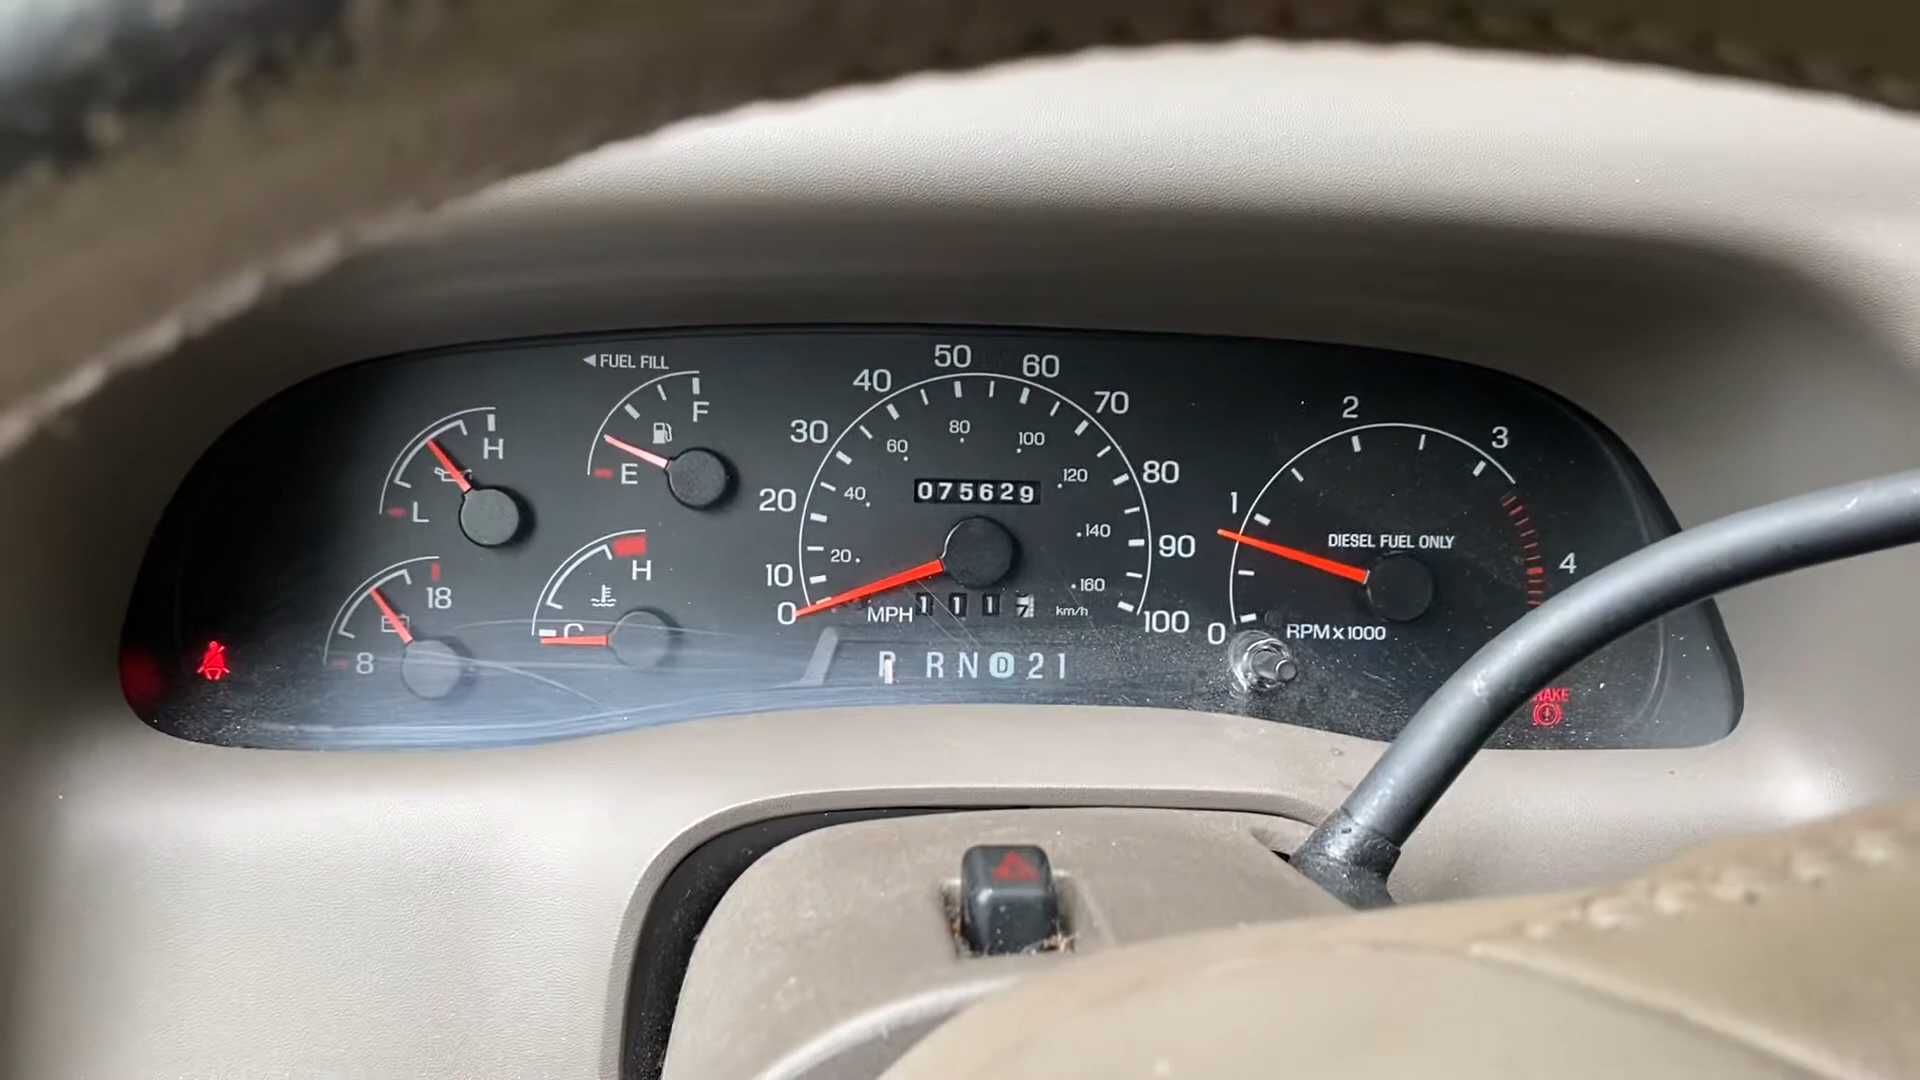 ◀ FUEL FILL
H
L
F
E
18
8
H
C
0 10 20 30 40 50 60 70 80 90 100
20 40 60 80 100 120 140 160
075629
MPH 1117 km/h
P R N D 2 1
0 1 2 3 4
DIESEL FUEL ONLY
RPM x 1000